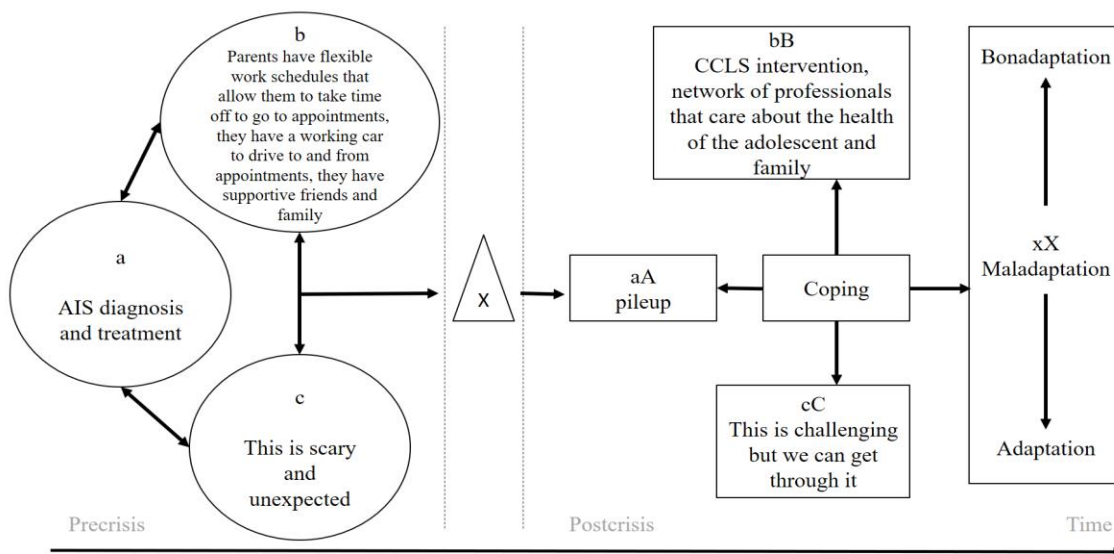 b
Parents have flexible
work schedules that
allow them to take time
off to go to appointments,
they have a working car
to drive to and from
appointments, they have
supportive friends and
family
a
AIS diagnosis
and treatment
c
This is scary
and
unexpected
X
aA
pileup
Coping
bB
CCLS intervention,
network of professionals
that care about the health
of the adolescent and
family
cC
This is challenging
but we can get
through it
Bonadaptation
xX
Maladaptation
Adaptation
Precrisis
Postcrisis
Time